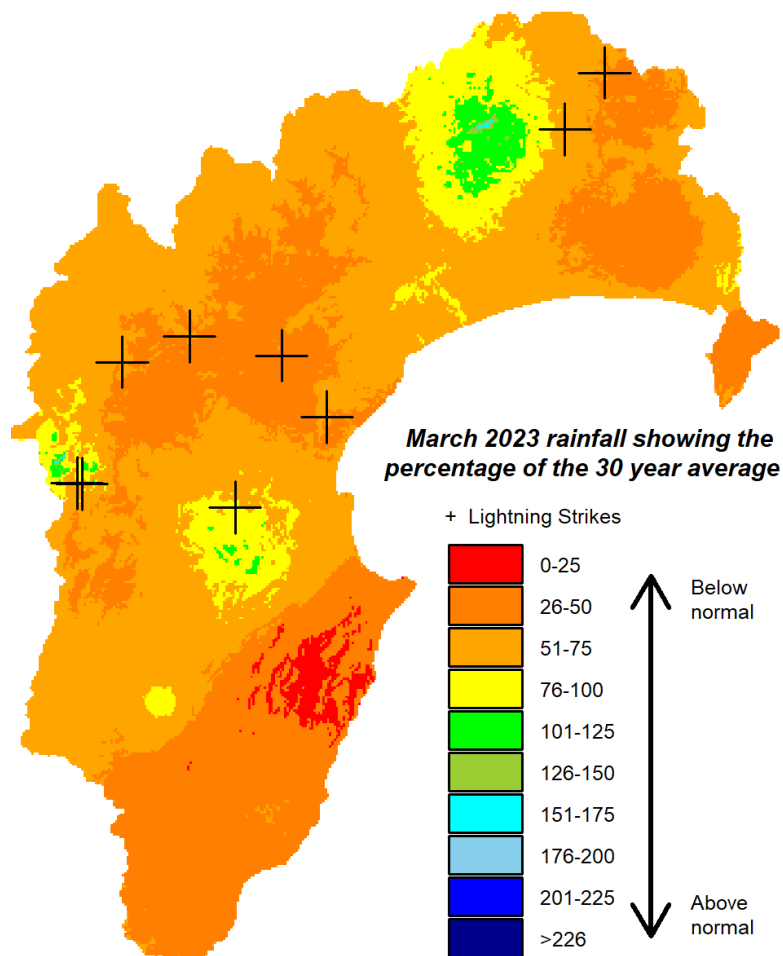 March 2023 rainfall showing the
percentage of the 30 year average
+ Lightning Strikes
0-25
26-50
51-75
76-100
101-125
126-150
151-175
176-200
201-225
>226
Below
normal
Above
normal